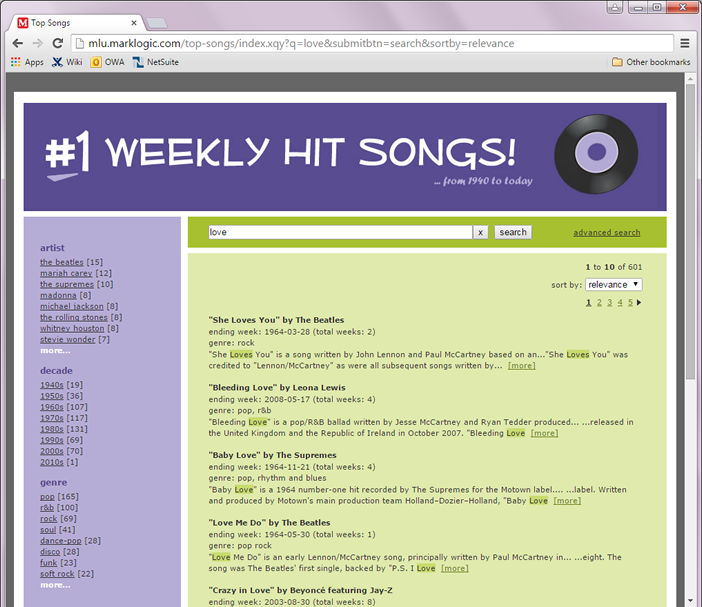 Top Songs
mlu.marklogic.com/top-songs/index.xqy?q=love&submitbtn=search&sortby=relevance
Apps Wiki OWA NetSuite Other bookmarks
#1 WEEKLY HIT SONGS!
... from 1940 to today
artist
the beatles [15]
mariah carey [12]
the supremes [10]
madonna [8]
michael jackson [8]
the rolling stones [8]
whitney houston [8]
stevie wonder [7]
more...
decade
1940s [19]
1950s [36]
1960s [107]
1970s [117]
1980s [131]
1990s [69]
2000s [70]
2010s [1]
genre
pop [165]
r&b [100]
rock [69]
soul [41]
dance-pop [28]
disco [28]
funk [23]
soft rock [22]
more...
love x search advanced search
1 to 10 of 601
sort by: relevance
1 2 3 4 5
"She Loves You" by The Beatles
ending week: 1964-03-28 (total weeks: 2)
genre: rock
"She Loves You" is a song written by John Lennon and Paul McCartney based on an..."She Loves You" was
credited to "Lennon/McCartney" as were all subsequent songs written by... [more]
"Bleeding Love" by Leona Lewis
ending week: 2008-05-17 (total weeks: 4)
genre: pop, r&b
"Bleeding Love" is a pop/R&B ballad written by Jesse McCartney and Ryan Tedder produced... ...released in
the United Kingdom and the Republic of Ireland in October 2007. "Bleeding Love [more]
"Baby Love" by The Supremes
ending week: 1964-11-21 (total weeks: 4)
genre: pop, rhythm and blues
"Baby Love" is a 1964 number-one hit recorded by The Supremes for the Motown label.... ...label. Written
and produced by Motown's main production team Holland–Dozier–Holland, "Baby Love [more]
"Love Me Do" by The Beatles
ending week: 1964-05-30 (total weeks: 1)
genre: pop rock
"Love Me Do" is an early Lennon/McCartney song, principally written by Paul McCartney in... ...eight. The
song was The Beatles' first single, backed by "P.S. I Love [more]
"Crazy in Love" by Beyoncé featuring Jay-Z
ending week: 2003-08-30 (total weeks: 8)